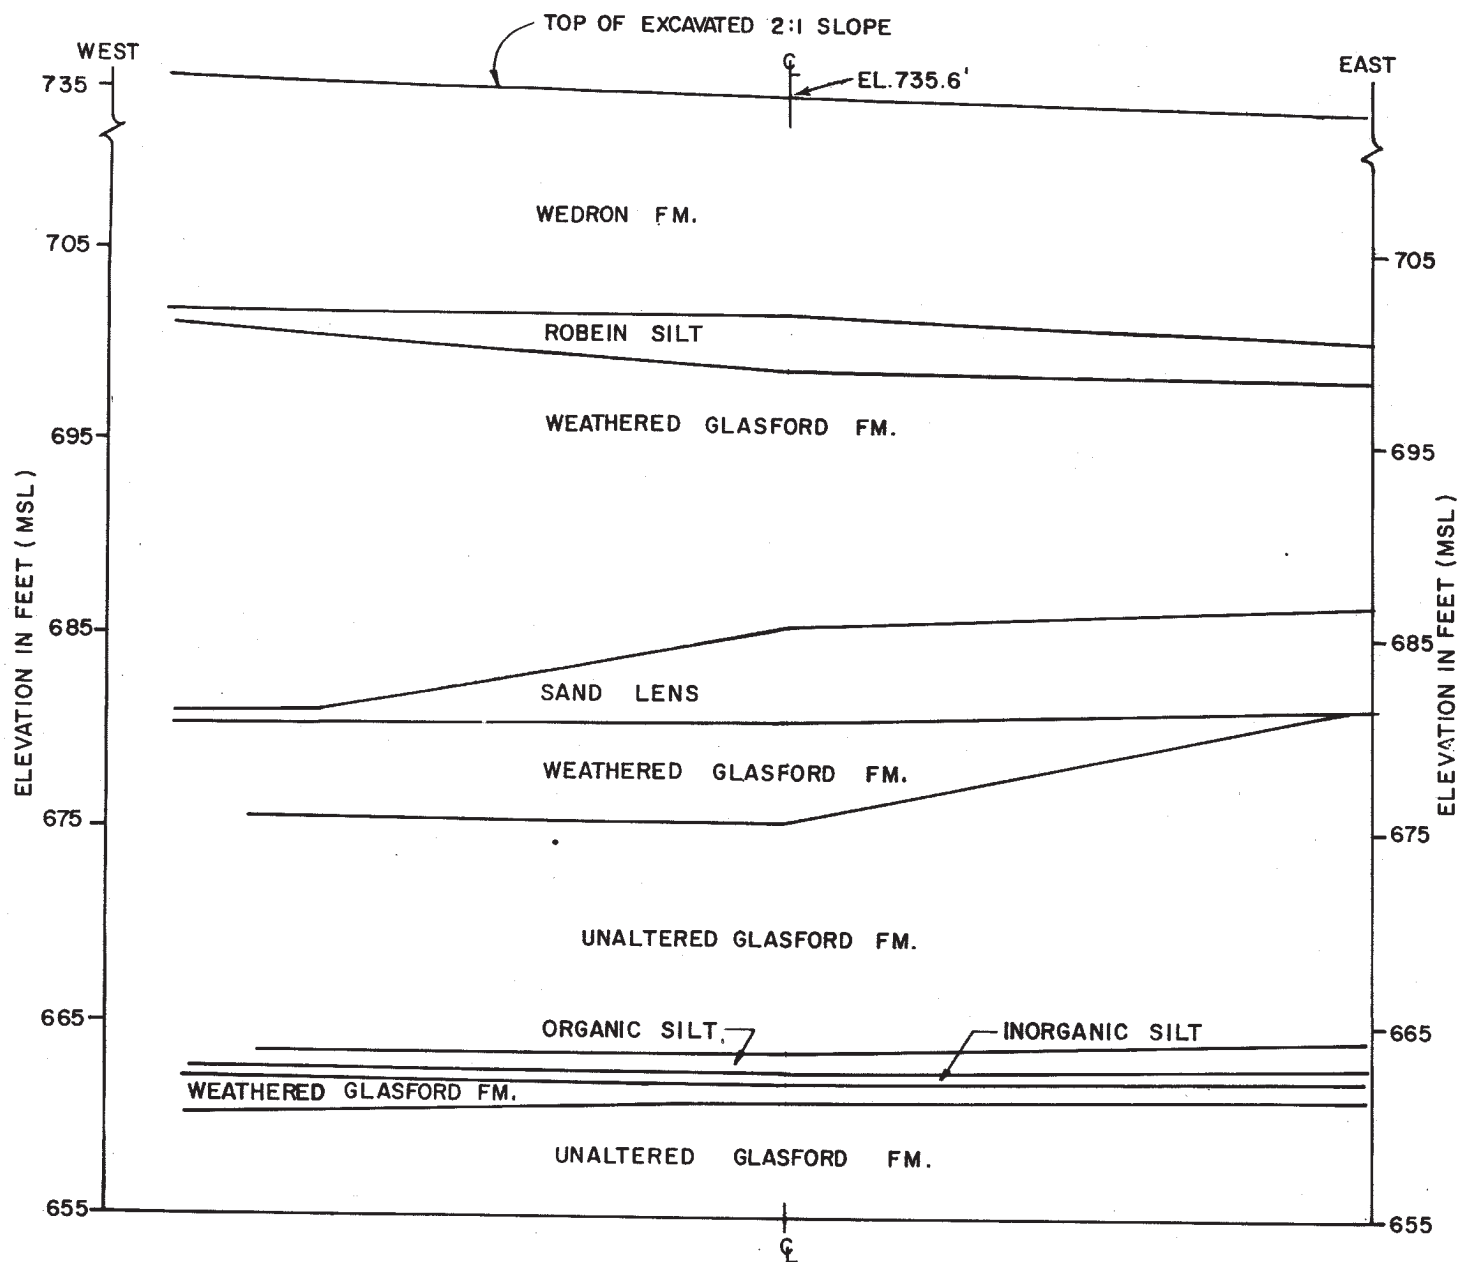 TOP OF EXCAVATED 2:1 SLOPE
WEST
EAST
735
℄
EL.735.6'
WEDRON FM.
705
705
ROBEIN SILT
WEATHERED GLASFORD FM.
695
695
ELEVATION IN FEET (MSL)
ELEVATION IN FEET (MSL)
685
685
SAND LENS
WEATHERED GLASFORD FM.
675
675
UNALTERED GLASFORD FM.
665
665
ORGANIC SILT
INORGANIC SILT
WEATHERED GLASFORD FM.
UNALTERED GLASFORD FM.
655
655
℄